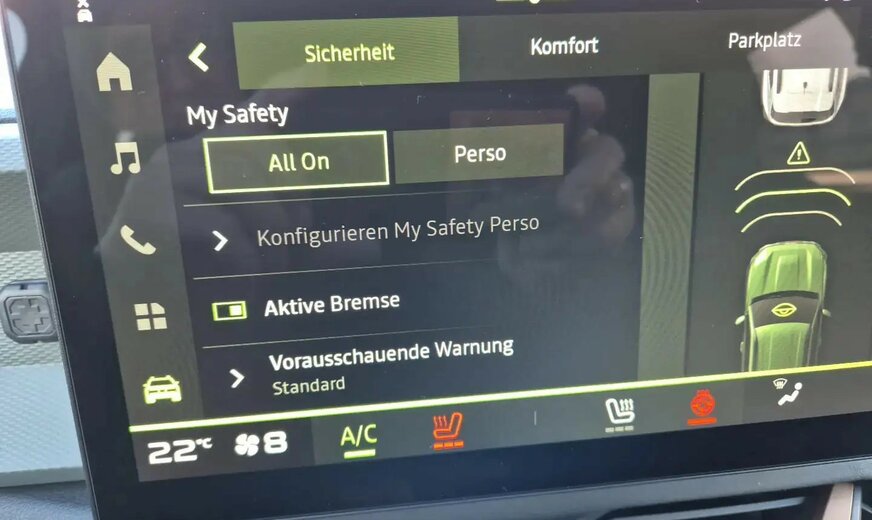 Sicherheit
Komfort
Parkplatz
My Safety
All On
Perso
Konfigurieren My Safety Perso
Aktive Bremse
Vorausschauende Warnung
Standard
22°C
8
A/C